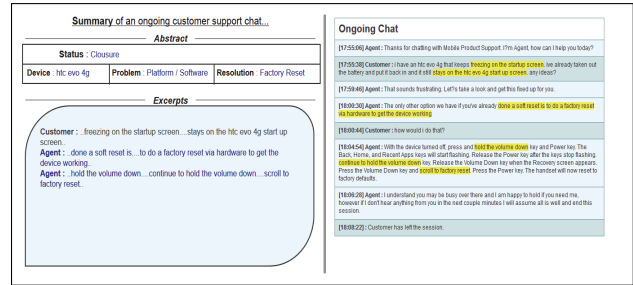 Summary of an ongoing customer support chat...
Abstract
Status : Clousure
Device : htc evo 4g
Problem : Platform / Software
Resolution : Factory Reset
Excerpts
Customer : ..freezing on the startup screen....stays on the htc evo 4g start up
screen..
Agent : ..done a soft reset is....to do a factory reset via hardware to get the
device working..
Agent : ..hold the volume down....continue to hold the volume down....scroll to
factory reset..
Ongoing Chat
[17:55:06] Agent : Thanks for chatting with Mobile Product Support. I?m Agent, how can I help you today?
[17:55:38] Customer : i have an htc evo 4g that keeps freezing on the startup screen, ive already taken out
the battery and put it back in and it still stays on the htc evo 4g start up screen, any ideas?
[17:59:46] Agent : That sounds frustrating. Let?s take a look and get this fixed up for you.
[18:00:30] Agent : The only other option we have if you've already done a soft reset is to do a factory reset
via hardware to get the device working
[18:00:44] Customer : how would i do that?
[18:04:54] Agent : With the device turned off, press and hold the volume down key and Power key. The
Back, Home, and Recent Apps keys will start flashing. Release the Power key after the keys stop flashing,
continue to hold the volume down key. Release the Volume Down key when the Recovery screen appears.
Press the Volume Down key and scroll to factory reset. Press the Power key. The handset will now reset to
factory defaults.
[18:06:28] Agent : I understand you may be busy over there and I am happy to hold if you need me,
however if I don't hear anything from you in the next couple minutes I will assume all is well and end this
session.
[18:08:22] : Customer has left the session.